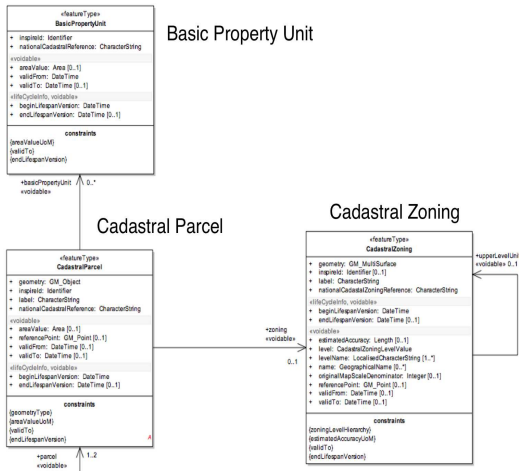 «featureType»
BasicPropertyUnit
+ inspireId: Identifier
+ nationalCadastralReference: CharacterString
«voidable»
+ areaValue: Area [0..1]
+ validFrom: DateTime
+ validTo: DateTime [0..1]
«lifeCycleInfo, voidable»
+ beginLifespanVersion: DateTime
+ endLifespanVersion: DateTime [0..1]
constraints
{areaValueUoM}
{validTo}
{endLifespanVersion}
Basic Property Unit
+basicPropertyUnit 0..*
«voidable»
Cadastral Parcel
«featureType»
CadastralParcel
+ geometry: GM_Object
+ inspireId: Identifier
+ label: CharacterString
+ nationalCadastralReference: CharacterString
«voidable»
+ areaValue: Area [0..1]
+ referencePoint: GM_Point [0..1]
+ validFrom: DateTime [0..1]
+ validTo: DateTime [0..1]
«lifeCycleInfo, voidable»
+ beginLifespanVersion: DateTime
+ endLifespanVersion: DateTime [0..1]
constraints
{geometryType}
{areaValueUoM}
{validTo}
{endLifespanVersion}
+parcel 1..2
«voidable»
+zoning
«voidable»
0..1
Cadastral Zoning
«featureType»
CadastralZoning
+ geometry: GM_MultiSurface
+ inspireId: Identifier [0..1]
+ label: CharacterString
+ nationalCadastalZoningReference: CharacterString
«lifeCycleInfo, voidable»
+ beginLifespanVersion: DateTime
+ endLifespanVersion: DateTime [0..1]
«voidable»
+ estimatedAccuracy: Length [0..1]
+ level: CadastralZoningLevelValue
+ levelName: LocalisedCharacterString [1..*]
+ name: GeographicalName [0..*]
+ originalMapScaleDenominator: Integer [0..1]
+ referencePoint: GM_Point [0..1]
+ validFrom: DateTime [0..1]
+ validTo: DateTime [0..1]
constraints
{zoningLevelHierarchy}
{estimatedAccuracyUoM}
{validTo}
{endLifespanVersion}
+upperLevelUni
«voidable» 0..1